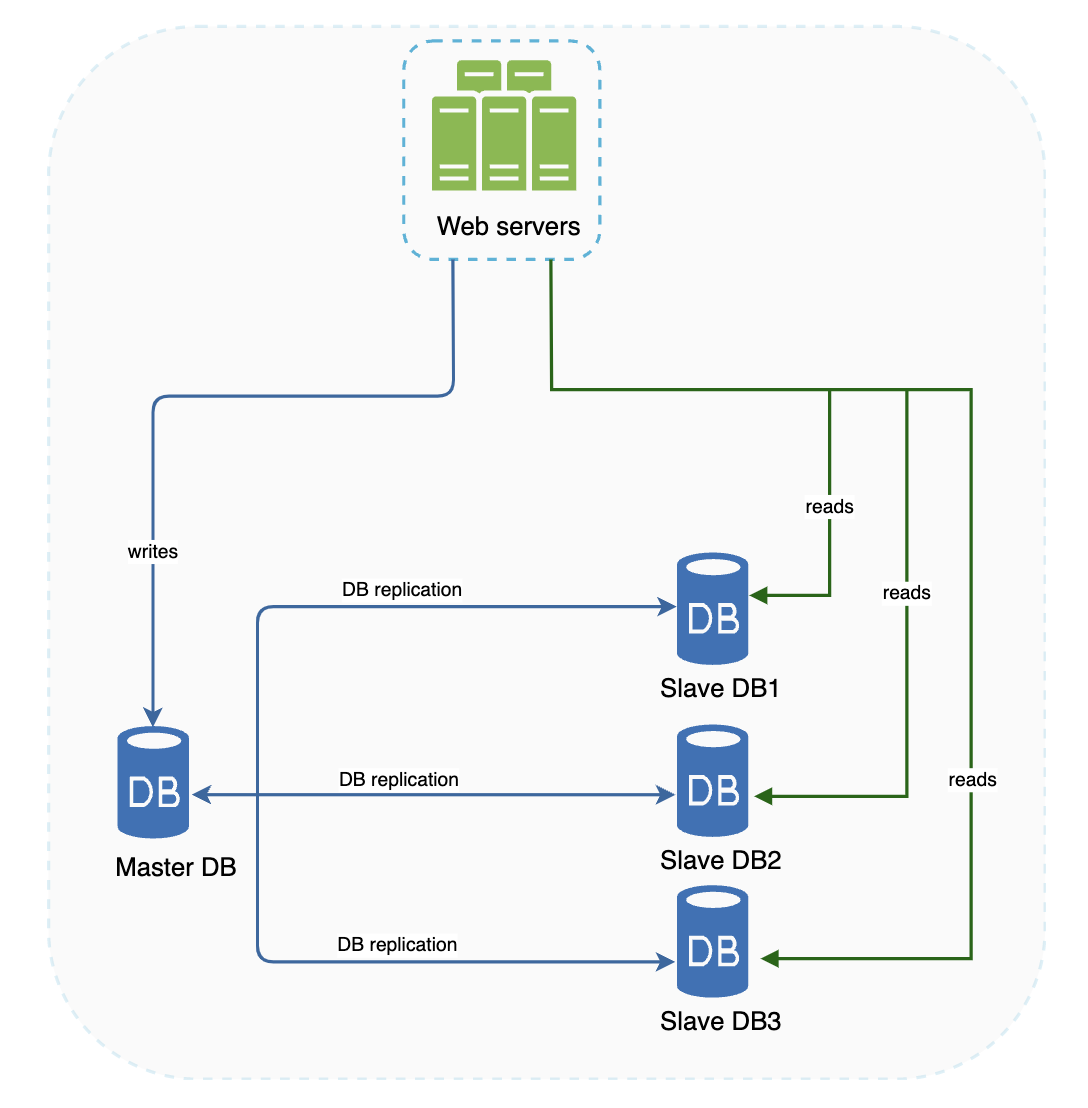 Web servers
reads
writes
DB replication
reads
DB
Slave DB1
DB replication
reads
DB
DB
Master DB
Slave DB2
DB replication
DB
Slave DB3